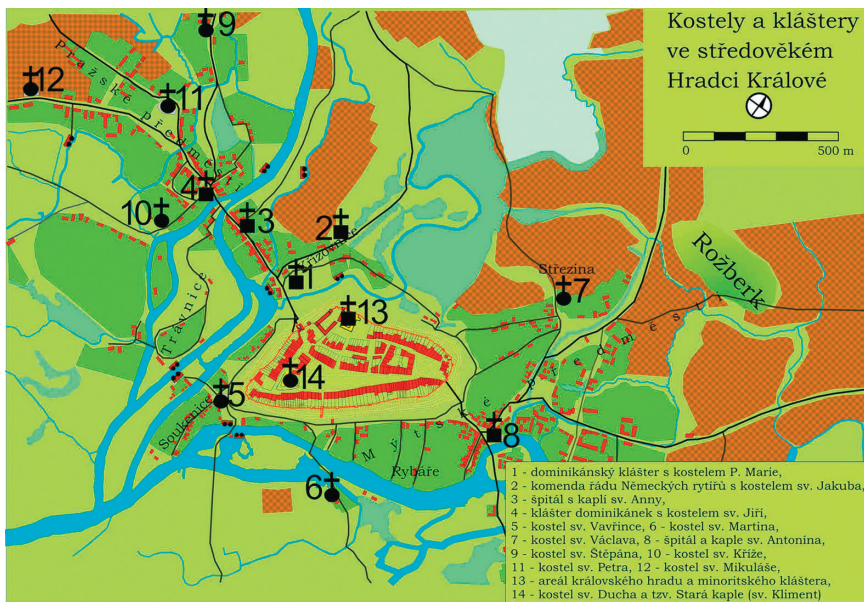 Kostely a kláštery
ve středověkém
Hradci Králové
0 500 m
9
12
11
Pražské předměstí
4
10
3
2
Křižovnice
1
Střezina
7
Rožberk
Trávnice
13
14
5
Soukenice
Mýtské předměstí
Rybáře
8
6
1 - dominikánský klášter s kostelem P. Marie,
2 - komenda řádu Německých rytířů s kostelem sv. Jakuba,
3 - špitál s kaplí sv. Anny,
4 - klášter dominikánek s kostelem sv. Jiří,
5 - kostel sv. Vavřince, 6 - kostel sv. Martina,
7 - kostel sv. Václava, 8 - špitál a kaple sv. Antonína,
9 - kostel sv. Štěpána, 10 - kostel sv. Kříže,
11 - kostel sv. Petra, 12 - kostel sv. Mikuláše,
13 - areál královského hradu a minoritského kláštera,
14 - kostel sv. Ducha a tzv. Stará kaple (sv. Kliment)